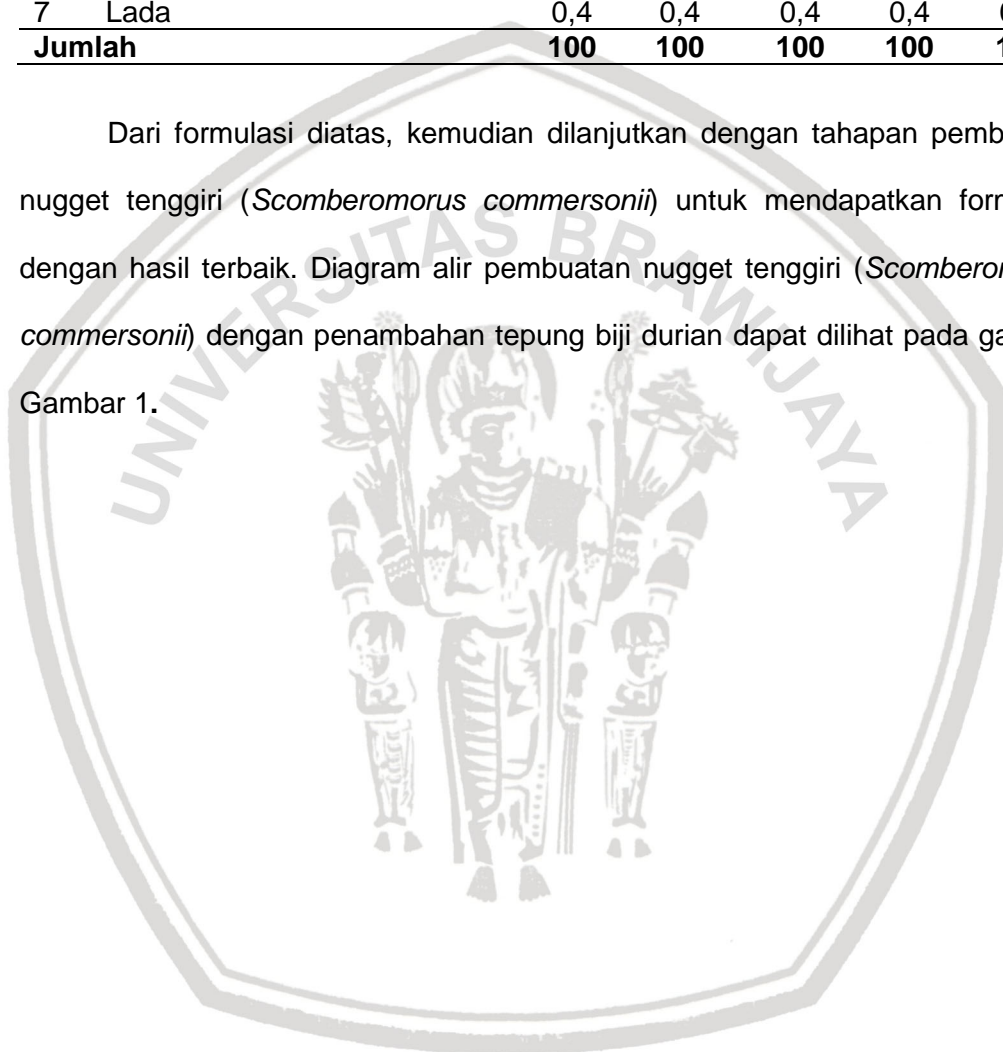 7 Lada 0,4 0,4 0,4 0,4
Jumlah 100 100 100 100
Dari formulasi diatas, kemudian dilanjutkan dengan tahapan pemb
nugget tenggiri (Scomberomorus commersonii) untuk mendapatkan form
dengan hasil terbaik. Diagram alir pembuatan nugget tenggiri (Scomberom
commersonii) dengan penambahan tepung biji durian dapat dilihat pada ga
Gambar 1.
UNIVERSITAS BRAWIJAYA